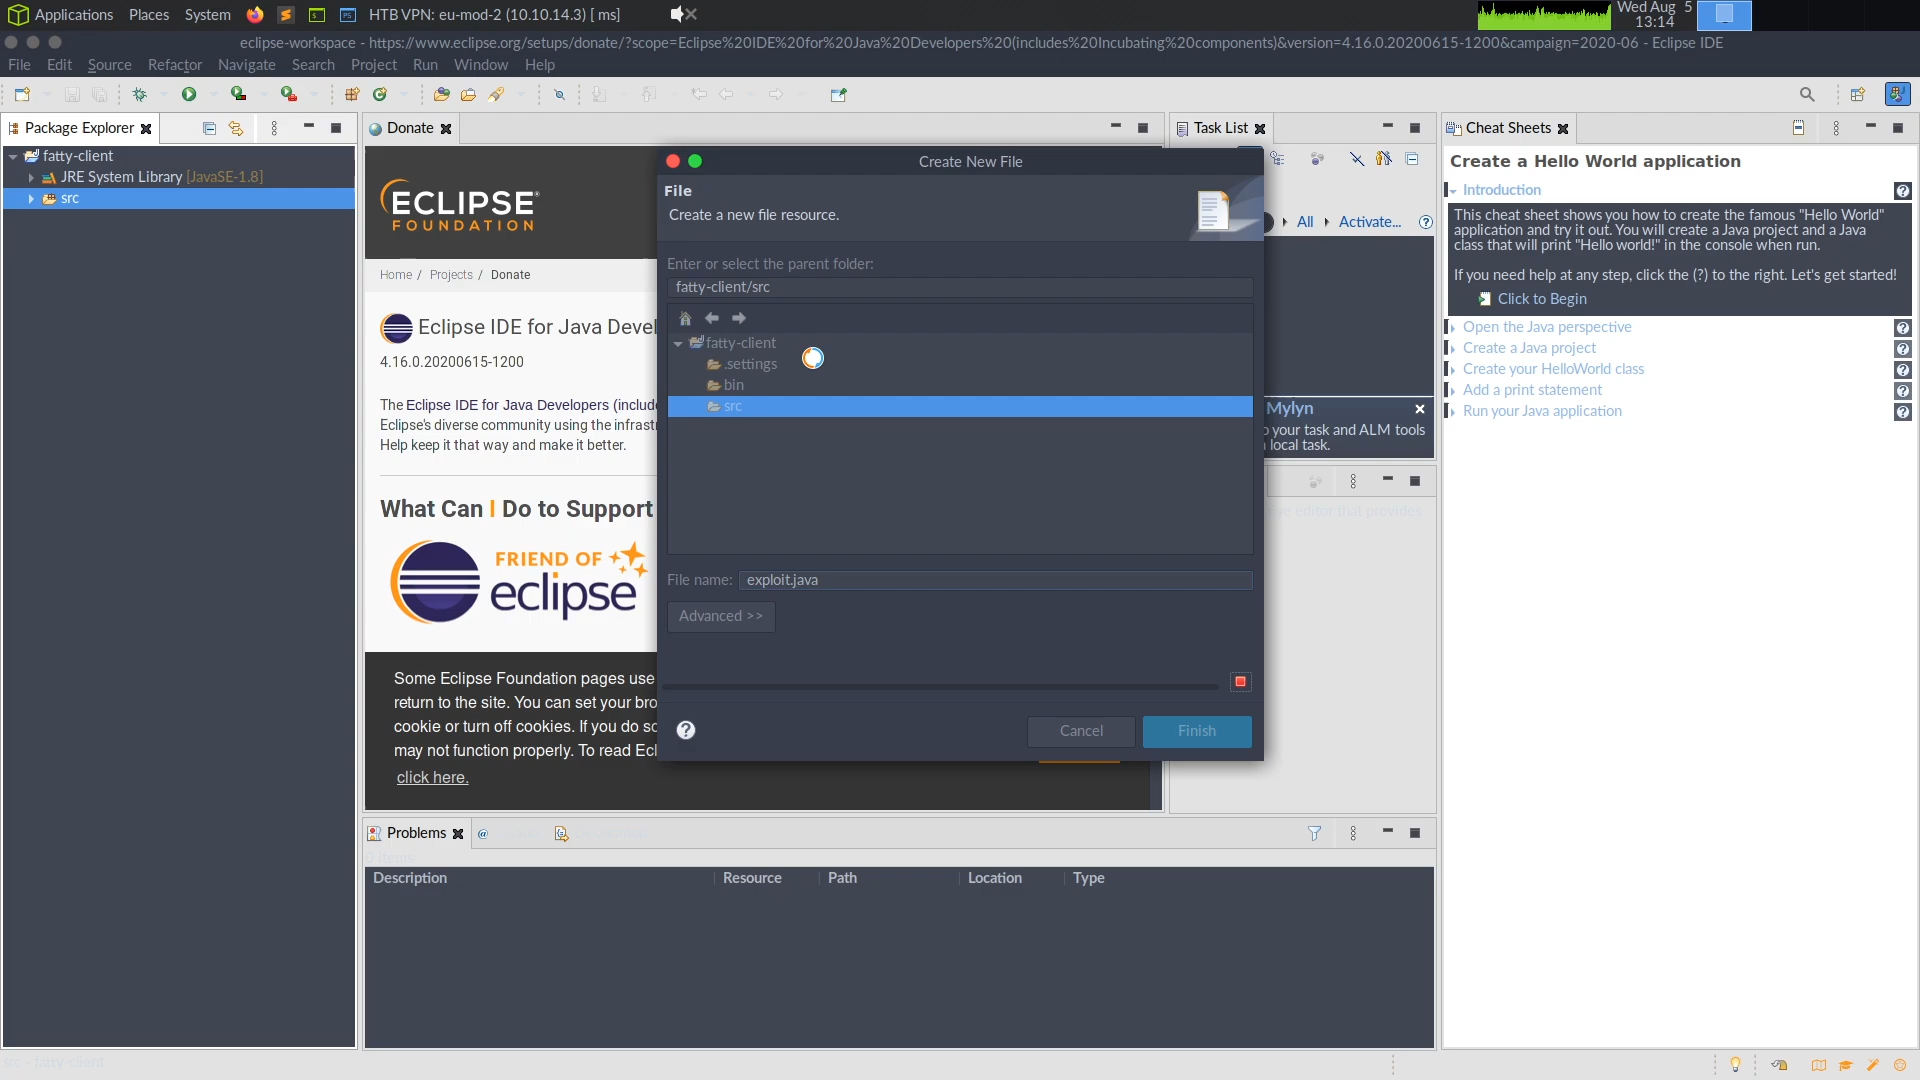 Applications Places System HTB VPN: eu-mod-2 (10.10.14.3) [ ms] Wed Aug 5
13:14
eclipse-workspace - https://www.eclipse.org/setups/donate/?scope=Eclipse%20IDE%20for%20Java%20Developers%20(includes%20Incubating%20components)&version=4.16.0.20200615-1200&campaign=2020-06 - Eclipse IDE
File Edit Source Refactor Navigate Search Project Run Window Help
Package Explorer
fatty-client
JRE System Library [JavaSE-1.8]
src
Donate
ECLIPSE
FOUNDATION
Home / Projects / Donate
Eclipse IDE for Java Devel
4.16.0.20200615-1200
The Eclipse IDE for Java Developers (includ
Eclipse's diverse community using the infrast
Help keep it that way and make it better.
What Can I Do to Support
FRIEND OF
eclipse
Some Eclipse Foundation pages use
return to the site. You can set your bro
cookie or turn off cookies. If you do so
may not function properly. To read Ecl
click here.
Create New File
File
Create a new file resource.
Enter or select the parent folder:
fatty-client/src
fatty-client
.settings
bin
src
File name: exploit.java
Advanced >>
Cancel Finish
Task List
All Activate...
Mylyn
your task and ALM tools
local task.
editor that provides
Cheat Sheets
Create a Hello World application
Introduction
This cheat sheet shows you how to create the famous "Hello World"
application and try it out. You will create a Java project and a Java
class that will print "Hello world!" in the console when run.
If you need help at any step, click the (?) to the right. Let's get started!
Click to Begin
Open the Java perspective
Create a Java project
Create your HelloWorld class
Add a print statement
Run your Java application
Problems @
0 items
Description Resource Path Location Type
src - fatty-client